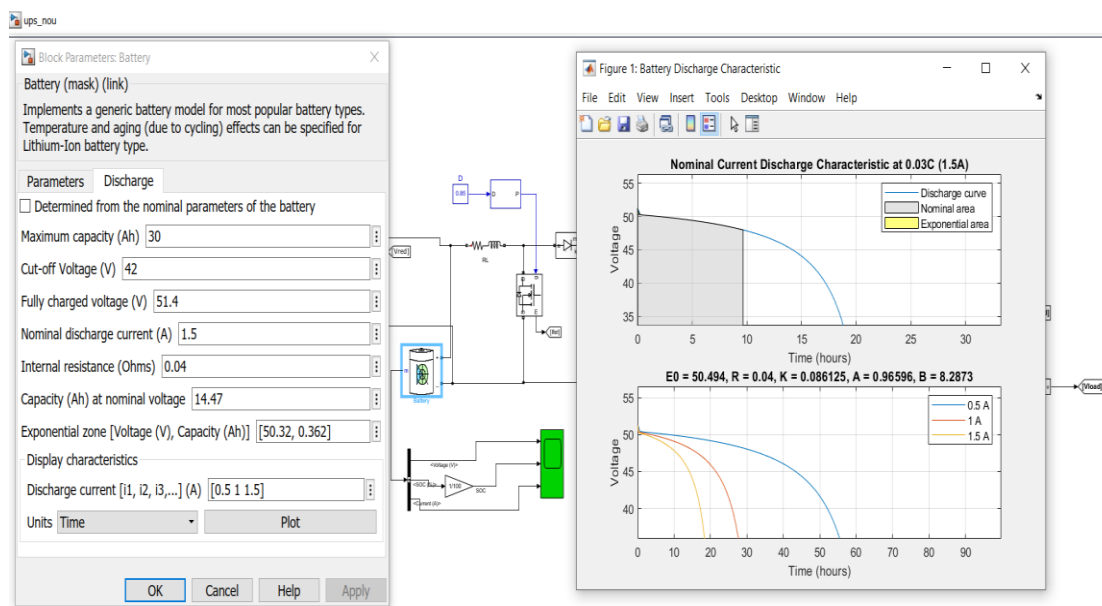 ups_nou
Block Parameters: Battery
Battery (mask) (link)
Implements a generic battery model for most popular battery types.
Temperature and aging (due to cycling) effects can be specified for
Lithium-Ion battery type.
Parameters Discharge
Determined from the nominal parameters of the battery
Maximum capacity (Ah) 30
Cut-off Voltage (V) 42
Fully charged voltage (V) 51.4
Nominal discharge current (A) 1.5
Internal resistance (Ohms) 0.04
Capacity (Ah) at nominal voltage 14.47
Exponential zone [Voltage (V), Capacity (Ah)] [50.32, 0.362]
Display characteristics
Discharge current [i1, i2, i3,...] (A) [0.5 1 1.5]
Units Time Plot
OK Cancel Help Apply
D
0.85
D P
[Vred]
RL
m
Battery
<Voltage (V)>
1/100
SOC
<Current (A)>
[Vload]
Figure 1: Battery Discharge Characteristic
File Edit View Insert Tools Desktop Window Help
Nominal Current Discharge Characteristic at 0.03C (1.5A)
Discharge curve
Nominal area
Exponential area
Voltage
55
50
45
40
35
0 5 10 15 20 25 30
Time (hours)
E0 = 50.494, R = 0.04, K = 0.086125, A = 0.96596, B = 8.2873
0.5 A
1 A
1.5 A
Voltage
55
50
45
40
0 10 20 30 40 50 60 70 80 90
Time (hours)